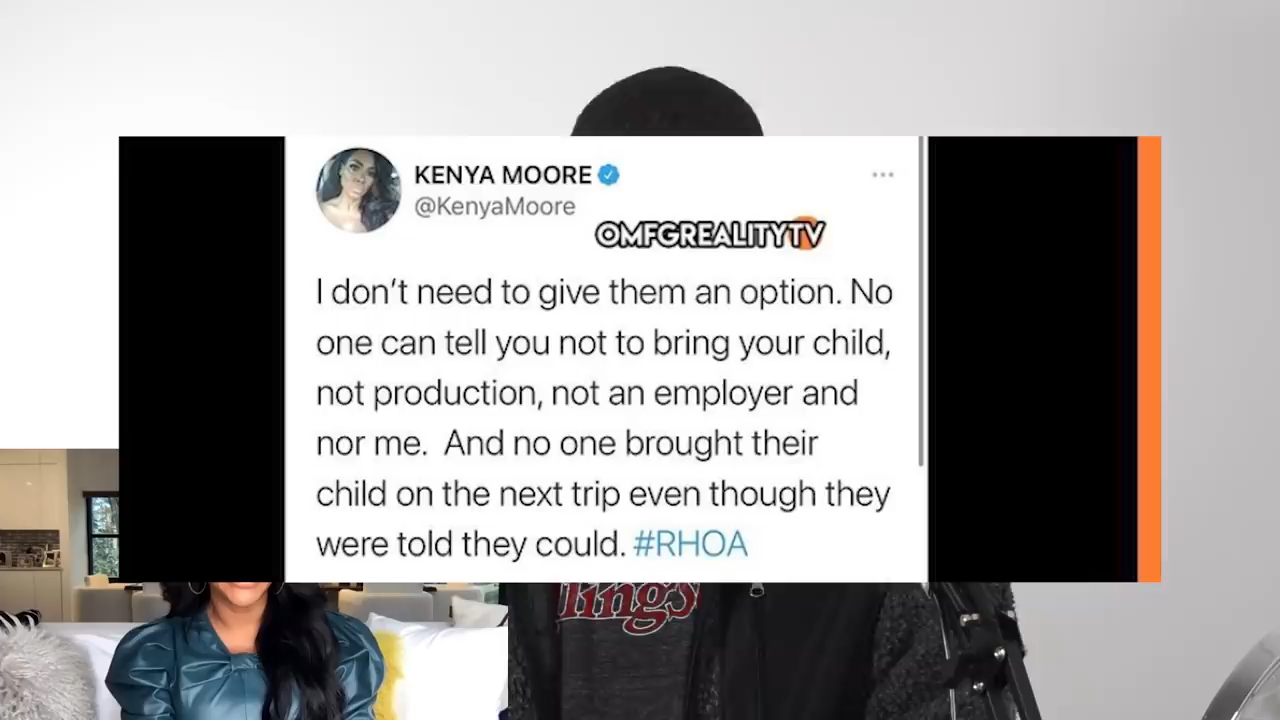 KENYA MOORE
@KenyaMoore
OMFGREALITYTV
I don't need to give them an option. No
one can tell you not to bring your child,
not production, not an employer and
nor me.  And no one brought their
child on the next trip even though they
were told they could. #RHOA
lings